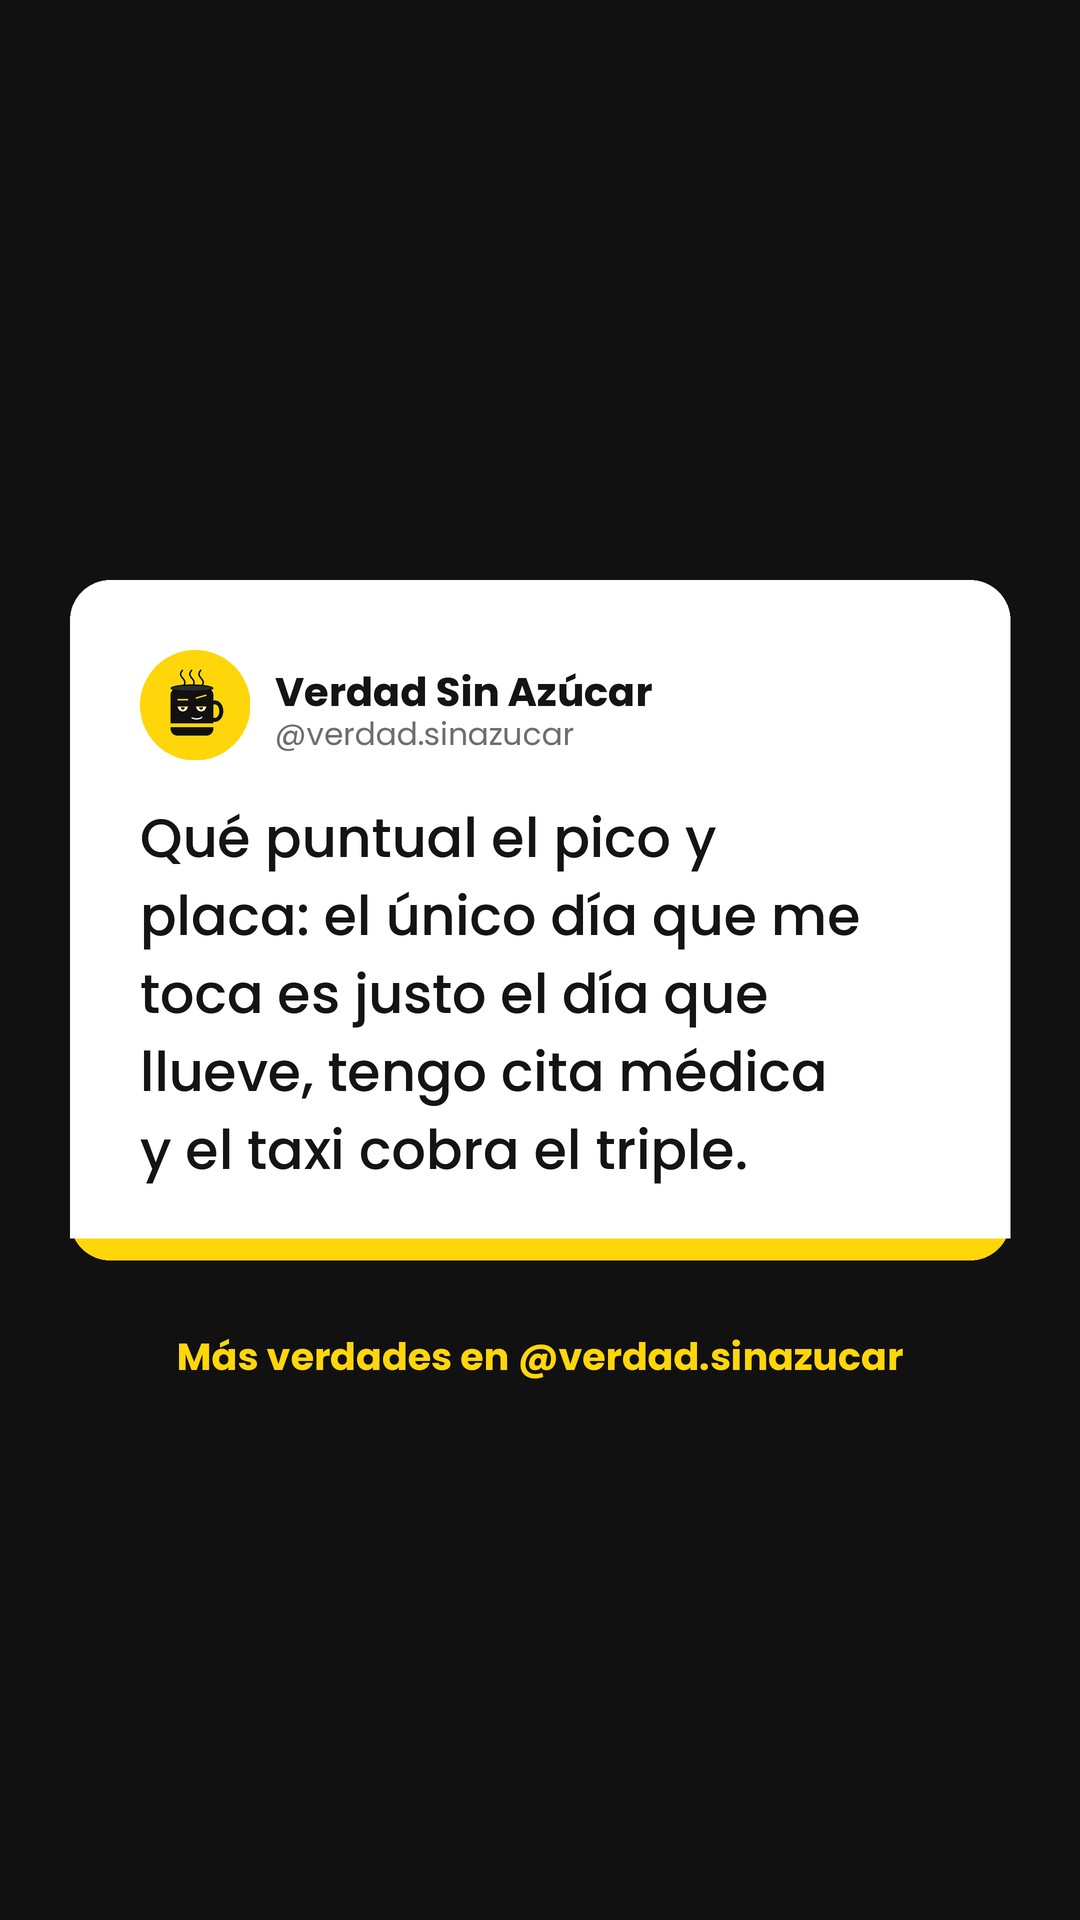 Verdad Sin Azúcar
@verdad.sinazucar
Qué puntual el pico y
placa: el único día que me
toca es justo el día que
llueve, tengo cita médica
y el taxi cobra el triple.
Más verdades en @verdad.sinazucar